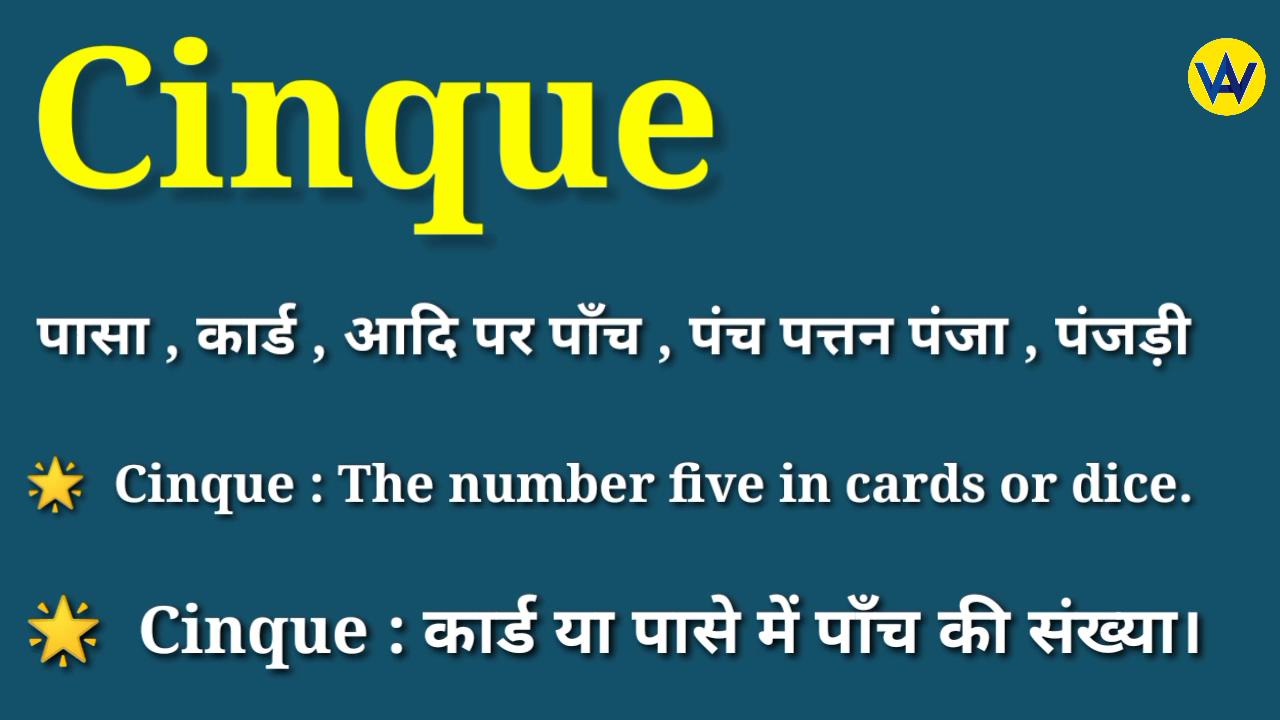 Cinque
पासा , कार्ड , आदि पर पाँच , पंच पत्तन पंजा , पंजड़ी
Cinque : The number five in cards or dice.
Cinque : कार्ड या पासे में पाँच की संख्या।